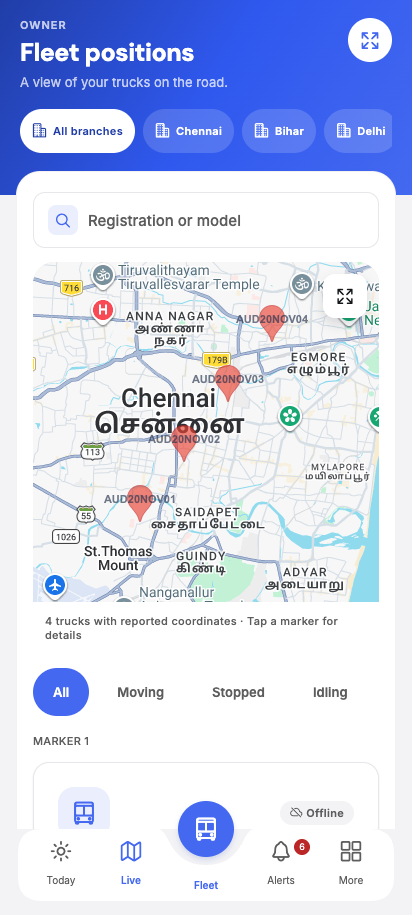 OWNER
Fleet positions
A view of your trucks on the road.
All branches
Chennai
Bihar
Delhi
Registration or model
Tiruvalithayam
Tiruvallesvarar Temple
716
ANNA NAGAR
அண்ணா
நகர்
AUD20NOV04
179B
EGMORE
எழும்பூர்
AUD20NOV03
Chennai
சென்னை
AUD20NOV02
113
MYLAPORE
மயிலாப்பூர்
AUD20NOV01
55
SAIDAPET
சைதாப்பேட்டை
1026
St.Thomas
Mount
GUINDY
கிண்டி
ADYAR
அடையாறு
Nanganallur
4 trucks with reported coordinates · Tap a marker for
details
All
Moving
Stopped
Idling
MARKER 1
Offline
6
Today
Live
Fleet
Alerts
More